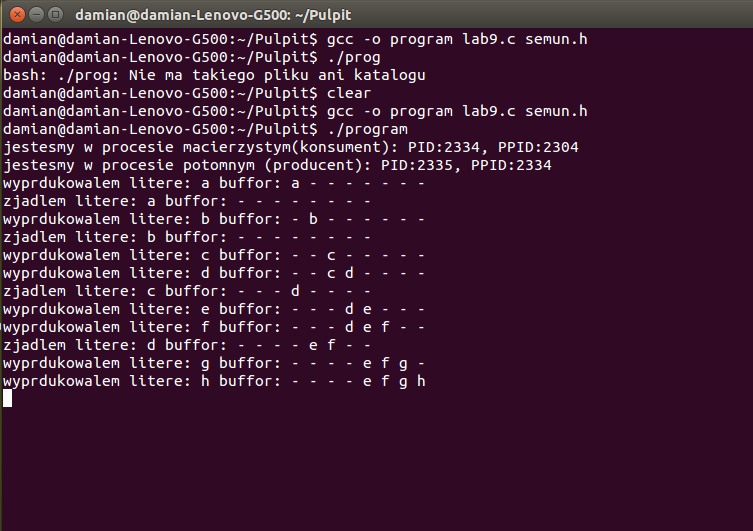 damian@damian-Lenovo-G500: ~/Pulpit
damian@damian-Lenovo-G500:~/Pulpit$ gcc -o program lab9.c semun.h
damian@damian-Lenovo-G500:~/Pulpit$ ./prog
bash: ./prog: Nie ma takiego pliku ani katalogu
damian@damian-Lenovo-G500:~/Pulpit$ clear
damian@damian-Lenovo-G500:~/Pulpit$ gcc -o program lab9.c semun.h
damian@damian-Lenovo-G500:~/Pulpit$ ./program
jestesmy w procesie macierzystym(konsument): PID:2334, PPID:2304
jestesmy w procesie potomnym (producent): PID:2335, PPID:2334
wyprdukowalem litere: a buffor: a - - - - - - -
zjadlem litere: a buffor: - - - - - - - -
wyprdukowalem litere: b buffor: - b - - - - - -
zjadlem litere: b buffor: - - - - - - - -
wyprdukowalem litere: c buffor: - - c - - - - -
wyprdukowalem litere: d buffor: - - c d - - - -
zjadlem litere: c buffor: - - - d - - - -
wyprdukowalem litere: e buffor: - - - d e - - -
wyprdukowalem litere: f buffor: - - - d e f - -
zjadlem litere: d buffor: - - - - e f - -
wyprdukowalem litere: g buffor: - - - - e f g -
wyprdukowalem litere: h buffor: - - - - e f g h